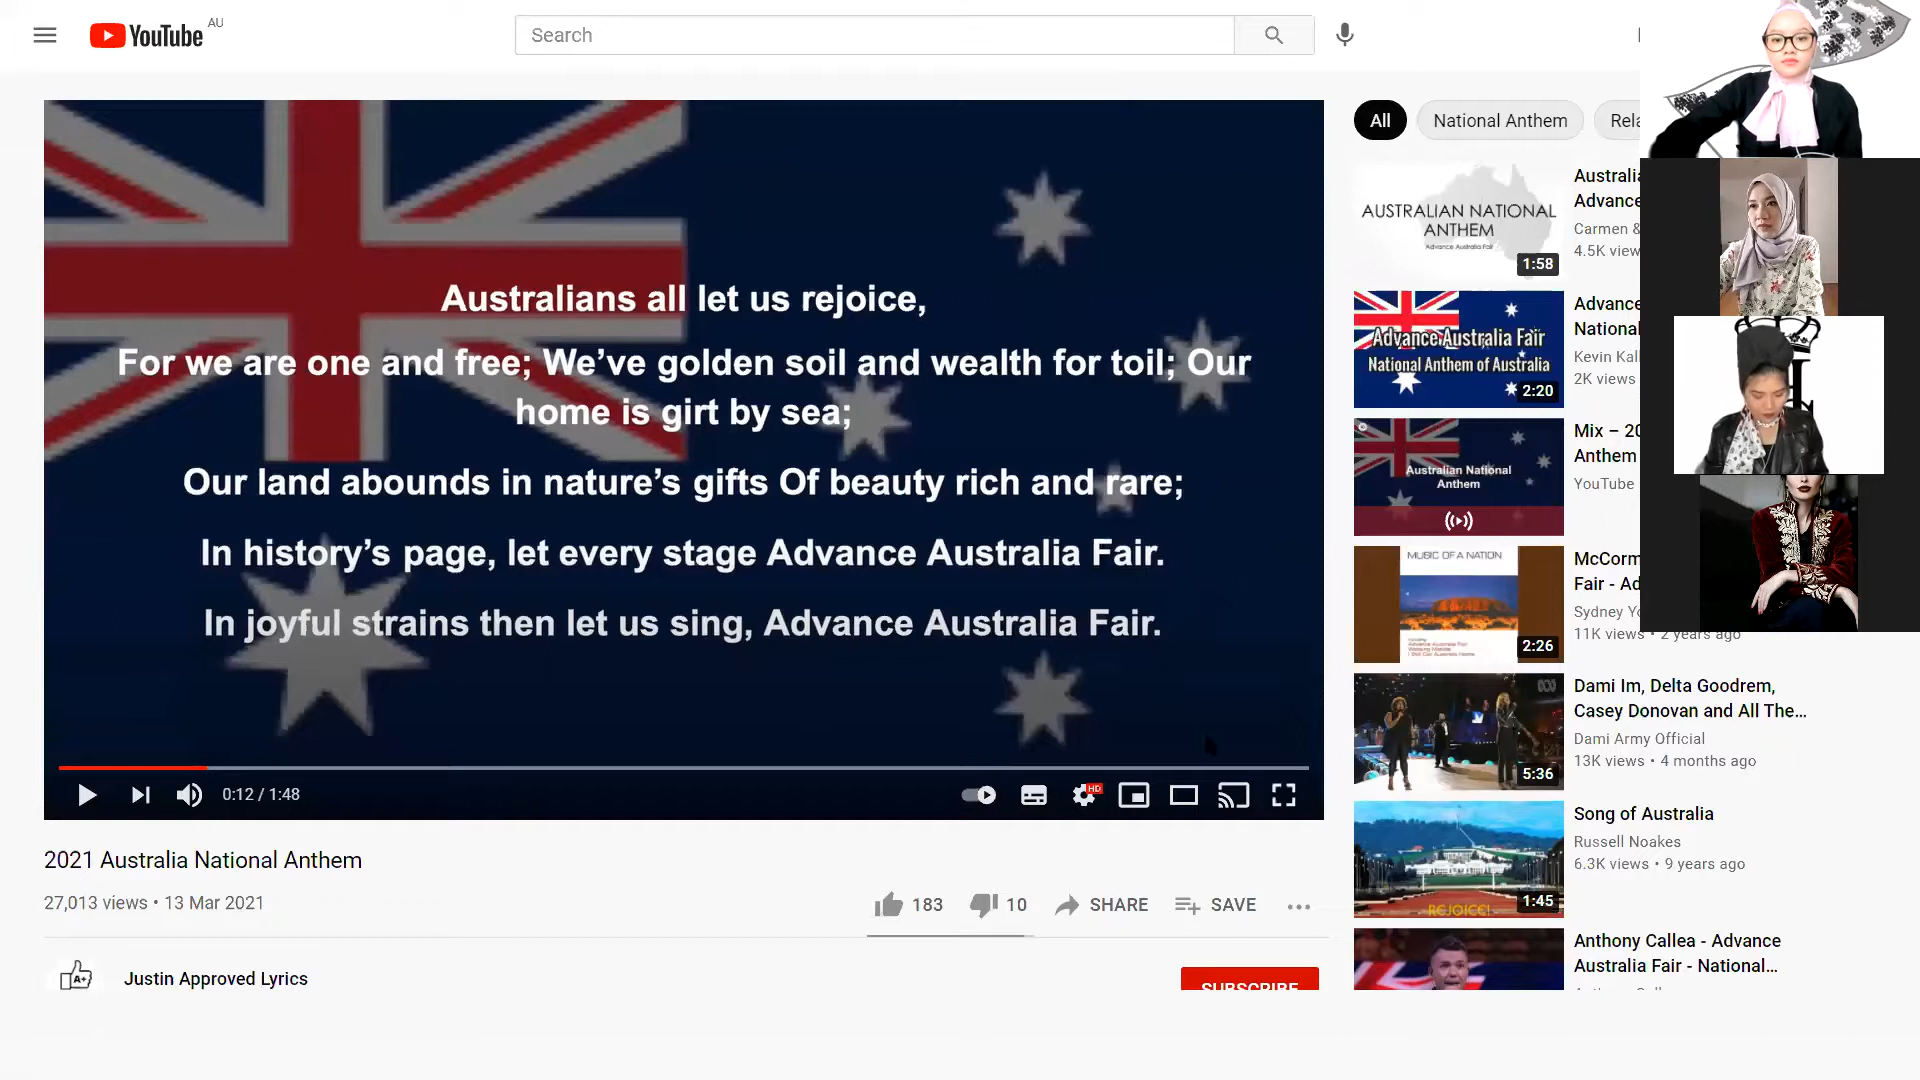 YouTube AU
Search
Australians all let us rejoice,
For we are one and free; We’ve golden soil and wealth for toil; Our
home is girt by sea;
Our land abounds in nature’s gifts Of beauty rich and rare;
In history’s page, let every stage Advance Australia Fair.
In joyful strains then let us sing, Advance Australia Fair.
0:12 / 1:48
HD
2021 Australia National Anthem
27,013 views • 13 Mar 2021
183
10
SHARE
SAVE
A+
Justin Approved Lyrics
SUBSCRIBE
All
National Anthem
AUSTRALIAN NATIONAL
ANTHEM
Advance Australia Fair
1:58
Advance
Carmen &
4.5K
Advance Australia Fair
National Anthem of Australia
2:20
Advance
National
Kevin
2K views
Australian National
Anthem
Mix – 20
Anthem
YouTube
MUSIC OF A NATION
2:26
Fair - Ad
Sydney
11K views • 2 years ago
5:36
Dami Im, Delta Goodrem,
Casey Donovan and All The...
Dami Army Official
13K views • 4 months ago
REJOICE!
1:45
Song of Australia
Russell Noakes
6.3K views • 9 years ago
Anthony Callea - Advance
Australia Fair - National...